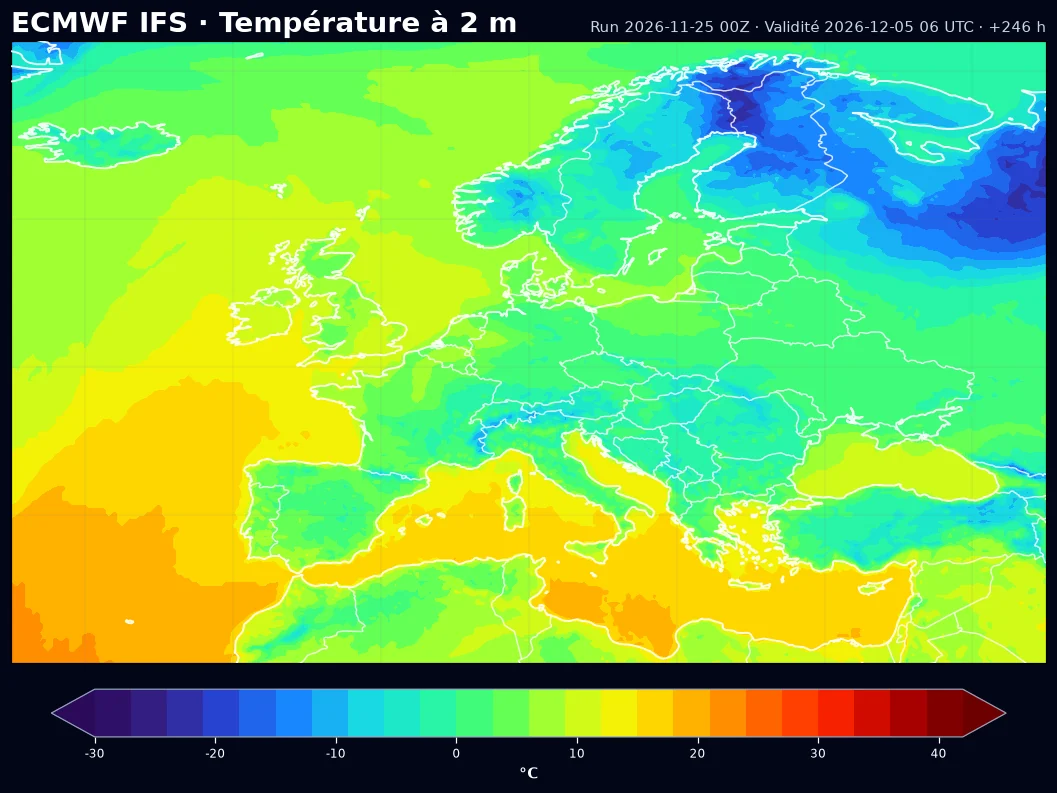 ECMWF IFS · Température à 2 m
Run 2026-11-25 00Z · Validité 2026-12-05 06 UTC · +246 h
-30 -20 -10 0 10 20 30 40
°C